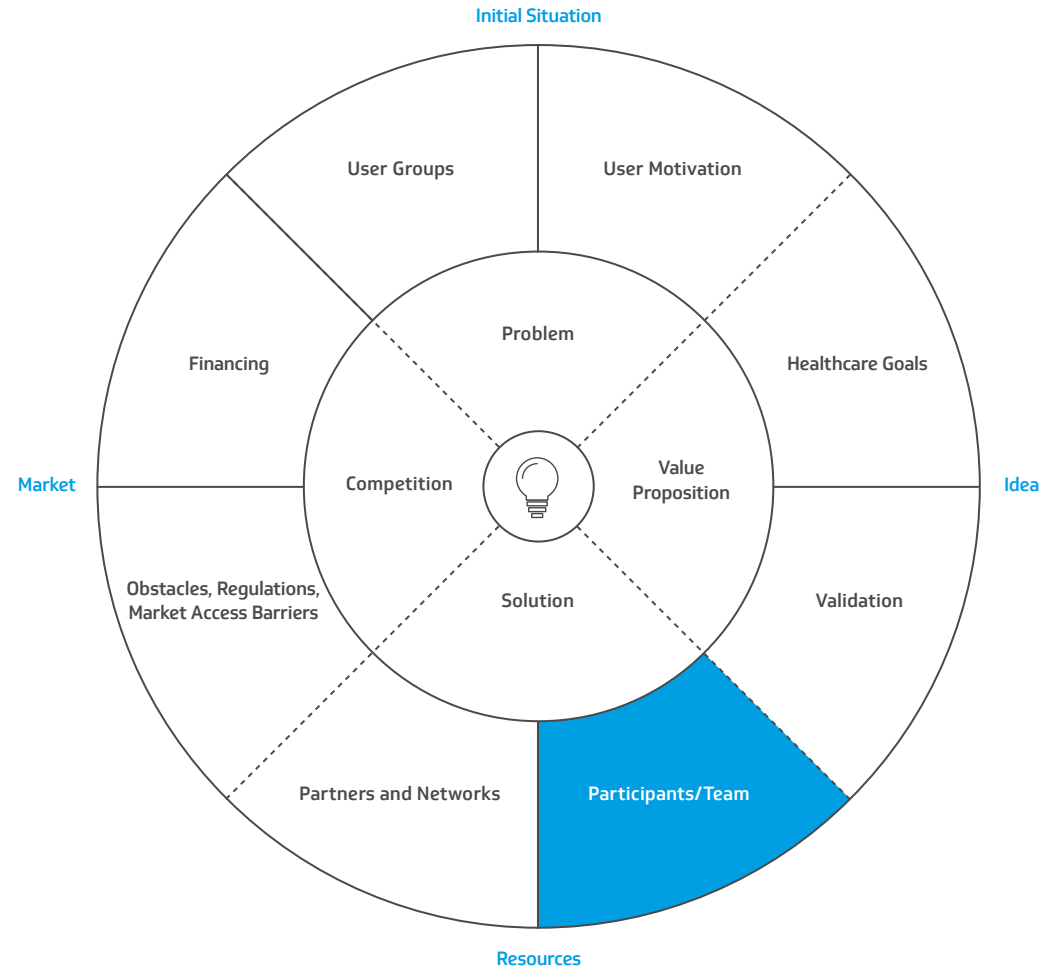 Initial Situation
User Groups
User Motivation
Problem
Financing
Healthcare Goals
Market
Competition
Value
Proposition
Idea
Obstacles, Regulations,
Market Access Barriers
Solution
Validation
Partners and Networks
Participants/Team
Resources